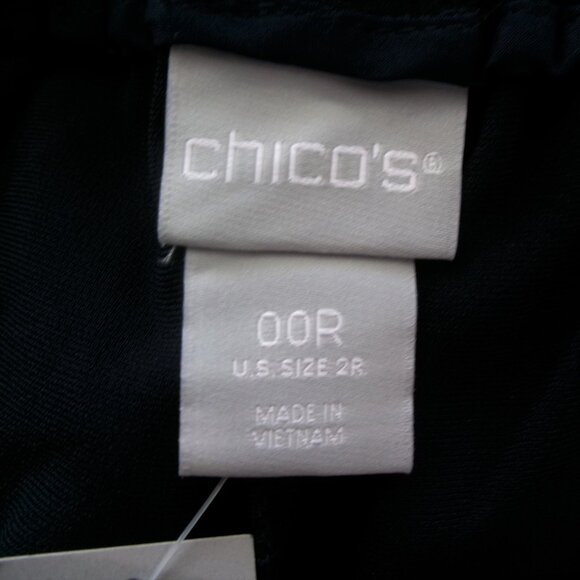 chico's®
00R
U.S. SIZE 2R
MADE IN
VIETNAM